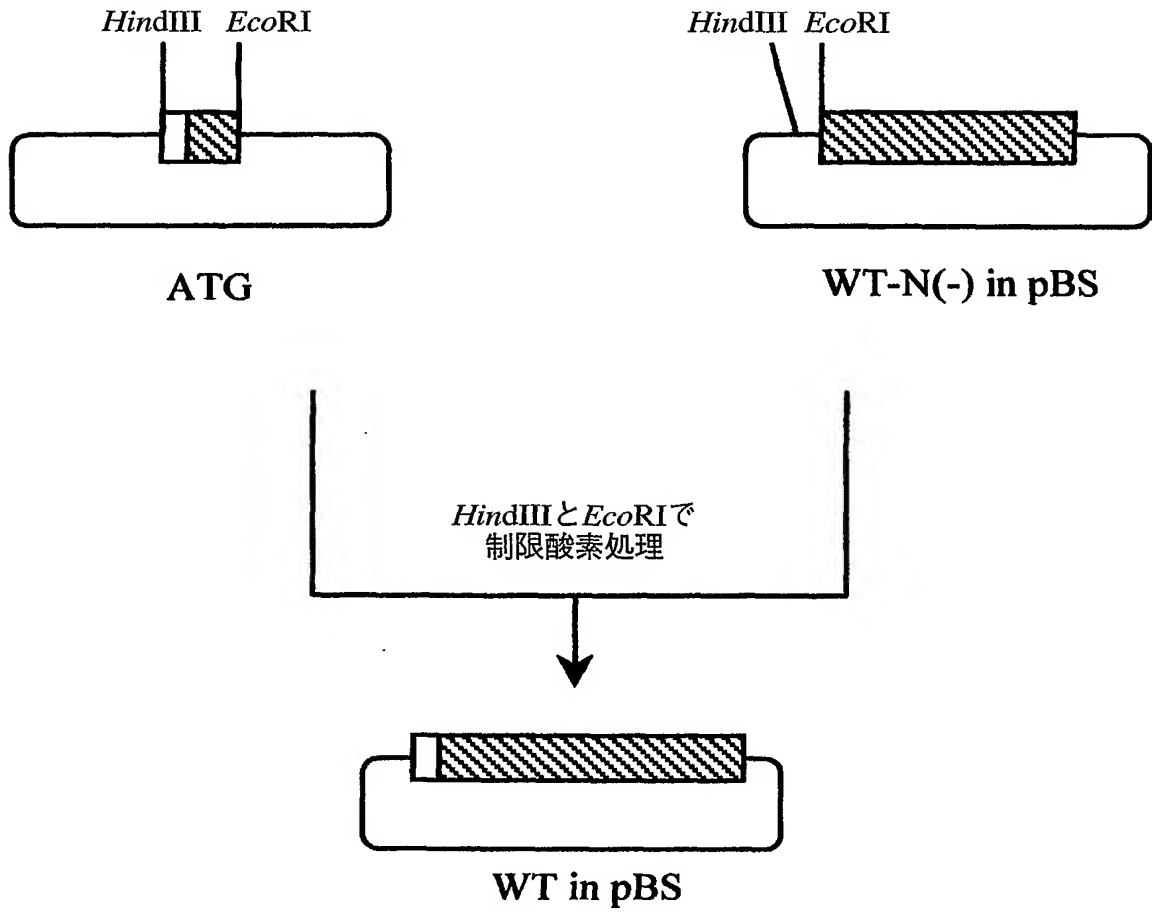 HindIII EcoRI
HindIII EcoRI
ATG
WT-N(-) in pBS
HindIIIとEcoRIで
制限酸素処理
WT in pBS